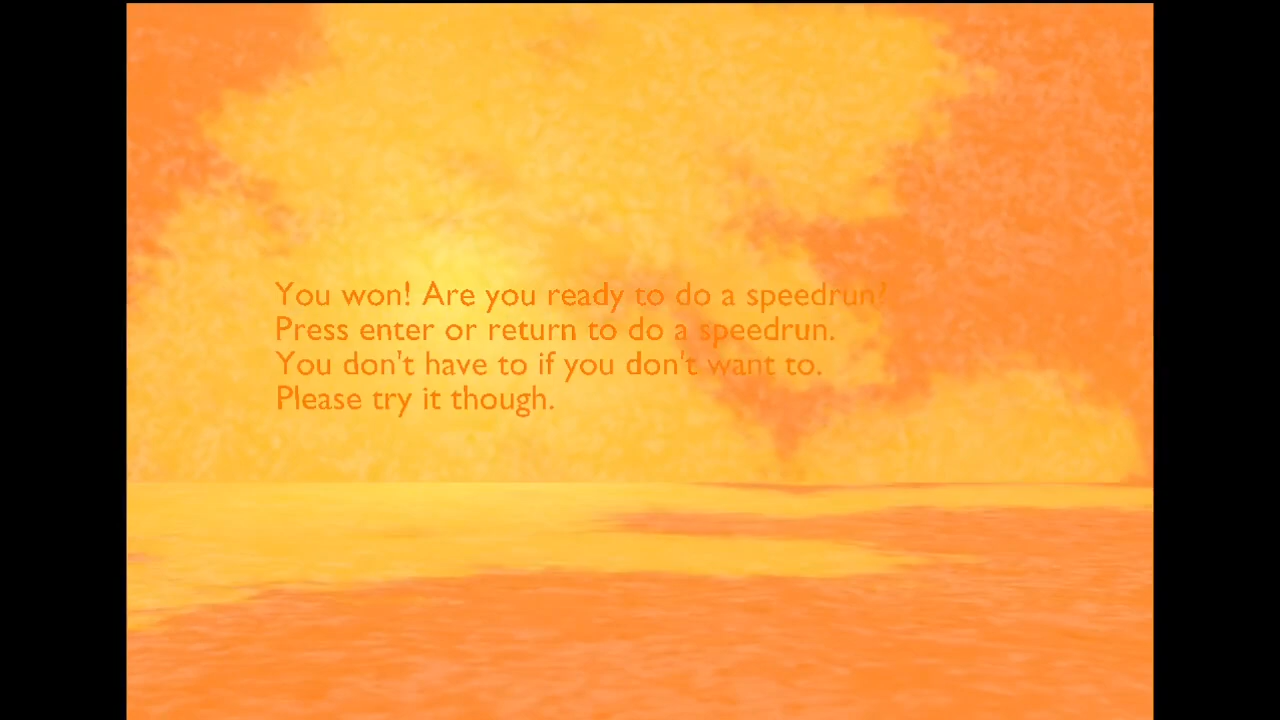 You won! Are you ready to do a speedrun?
Press enter or return to do a speedrun.
You don't have to if you don't want to.
Please try it though.